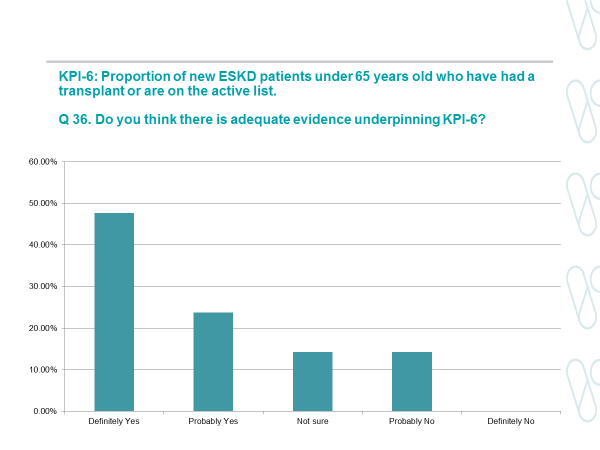 KPI-6: Proportion of new ESKD patients under 65 years old who have had a
transplant or are on the active list.
Q 36. Do you think there is adequate evidence underpinning KPI-6?
60.00%
50.00%
40.00%
30.00%
20.00%
10.00%
0.00%
Definitely Yes
Probably Yes
Not sure
Probably No
Definitely No